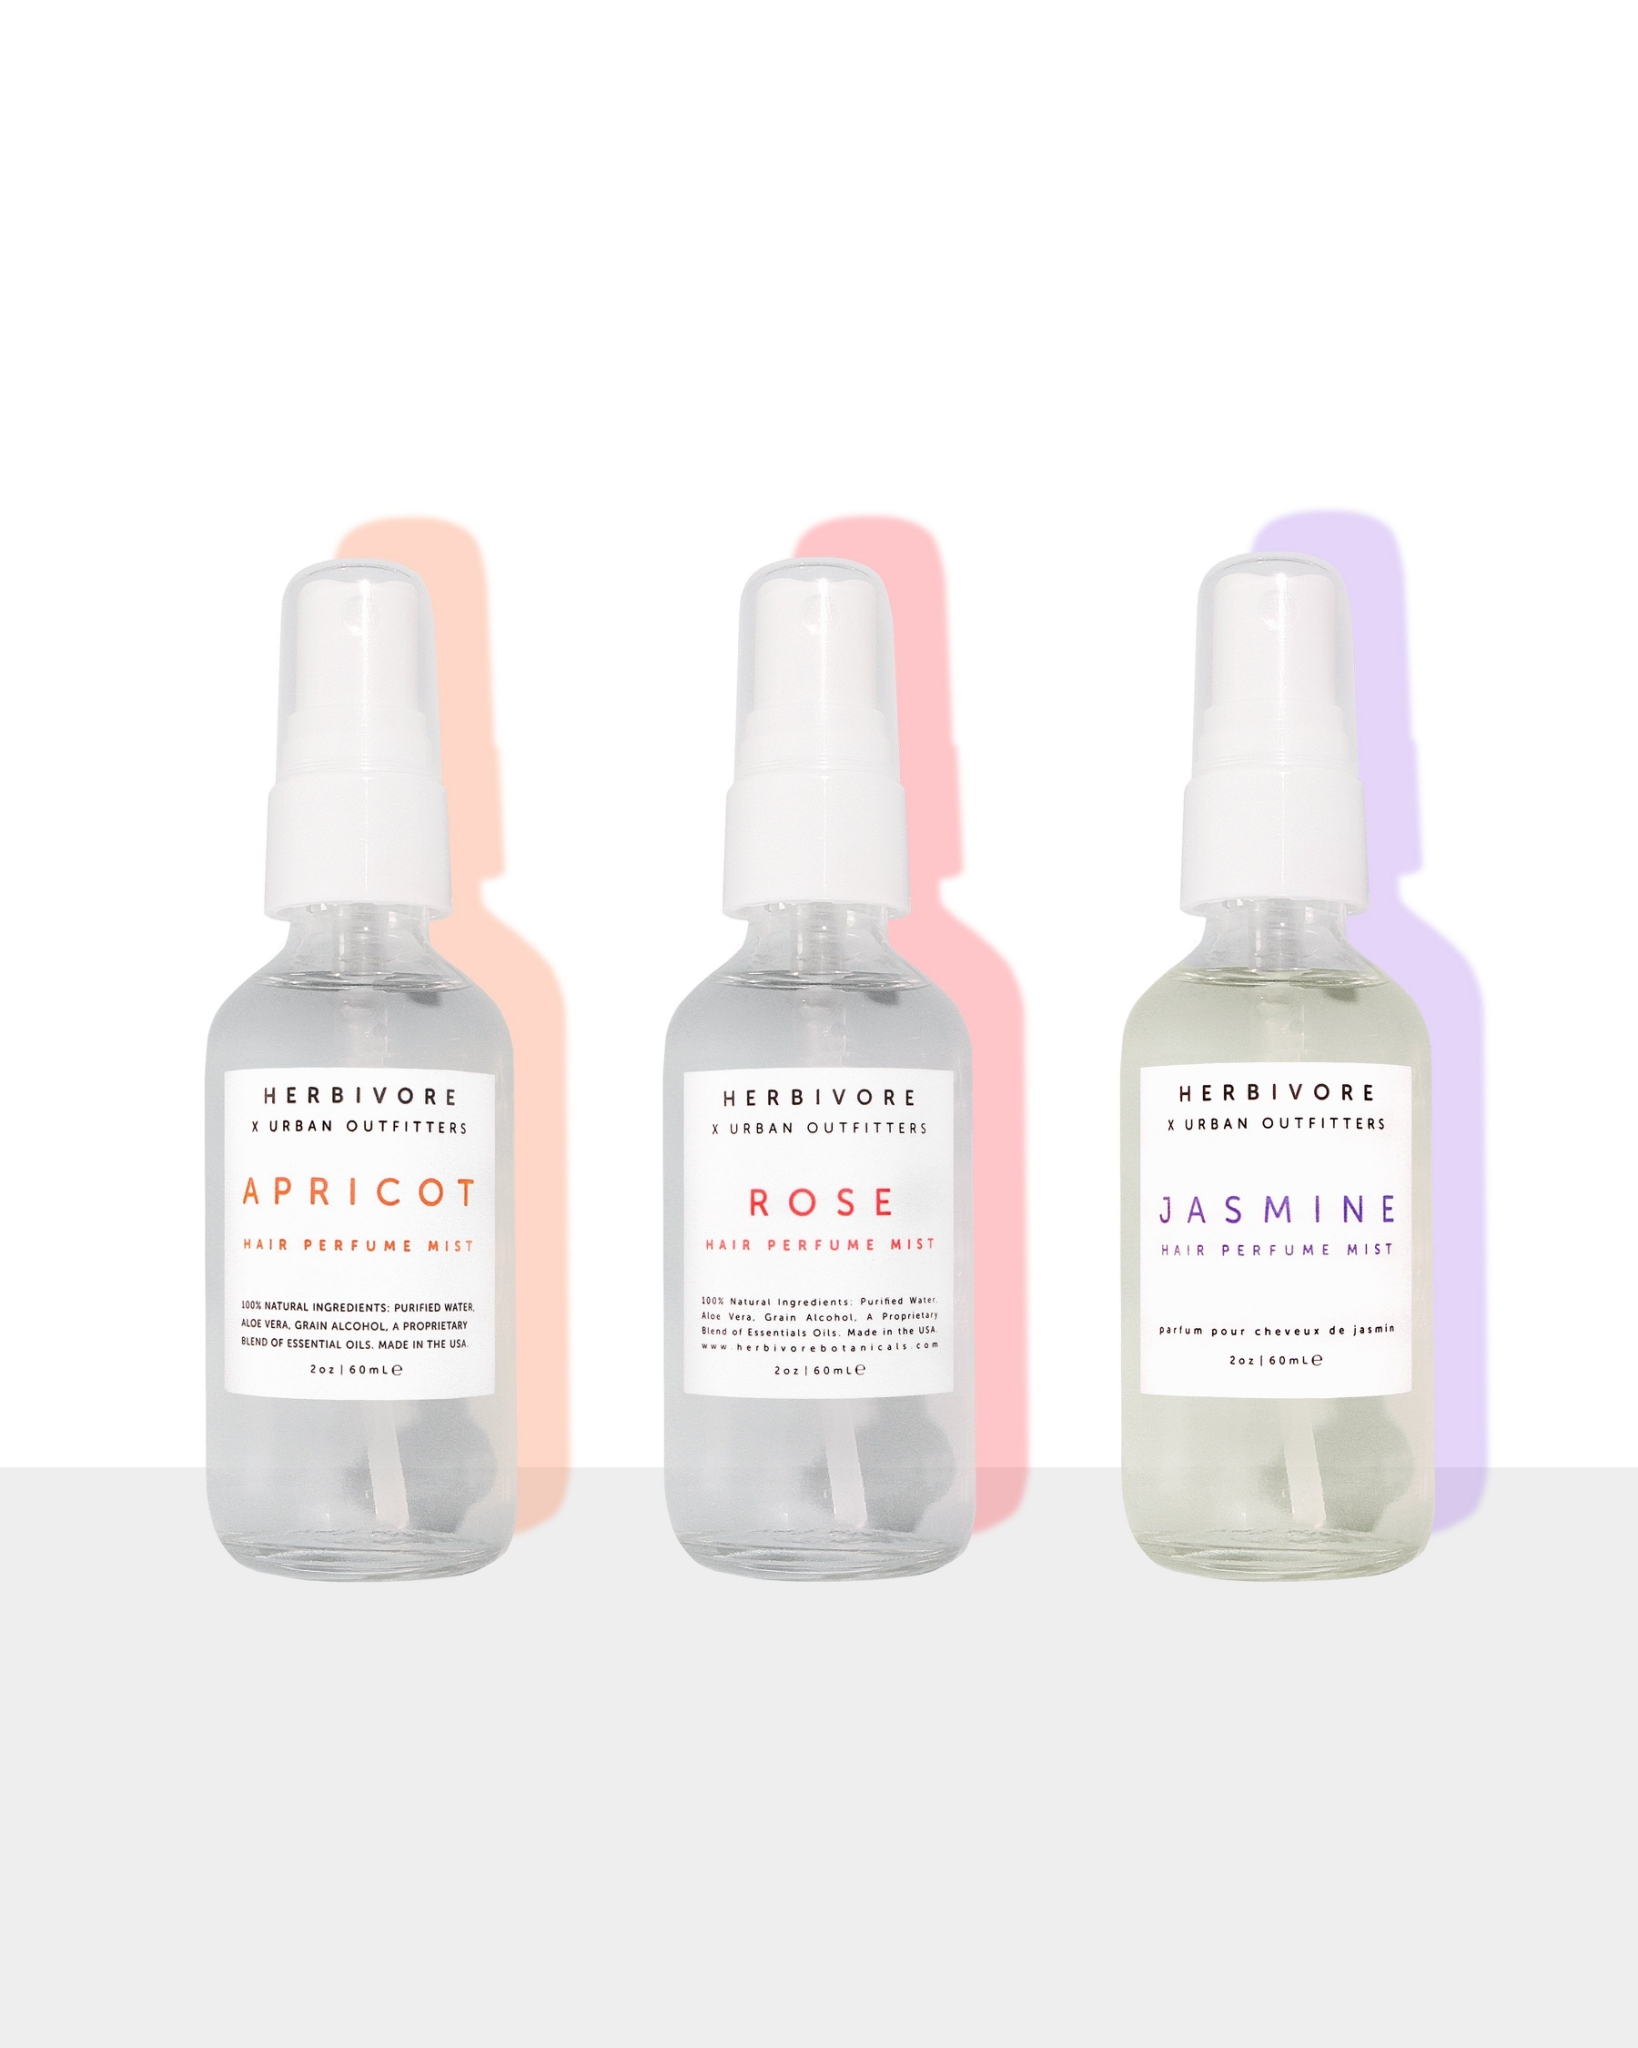 HERBIVORE
X URBAN OUTFITTERS
APRICOT
HAIR PERFUME MIST
100% NATURAL INGREDIENTS: PURIFIED WATER,
ALOE VERA, GRAIN ALCOHOL, A PROPRIETARY
BLEND OF ESSENTIAL OILS. MADE IN THE USA.
2oz | 60mL ℮
HERBIVORE
X URBAN OUTFITTERS
ROSE
HAIR PERFUME MIST
100% Natural Ingredients: Purified Water,
Aloe Vera, Grain Alcohol, A Proprietary
Blend of Essentials Oils. Made in the USA.
www.herbivorebotanicals.com
2oz | 60mL ℮
HERBIVORE
X URBAN OUTFITTERS
JASMINE
HAIR PERFUME MIST
parfum pour cheveux de jasmin
2oz | 60mL ℮